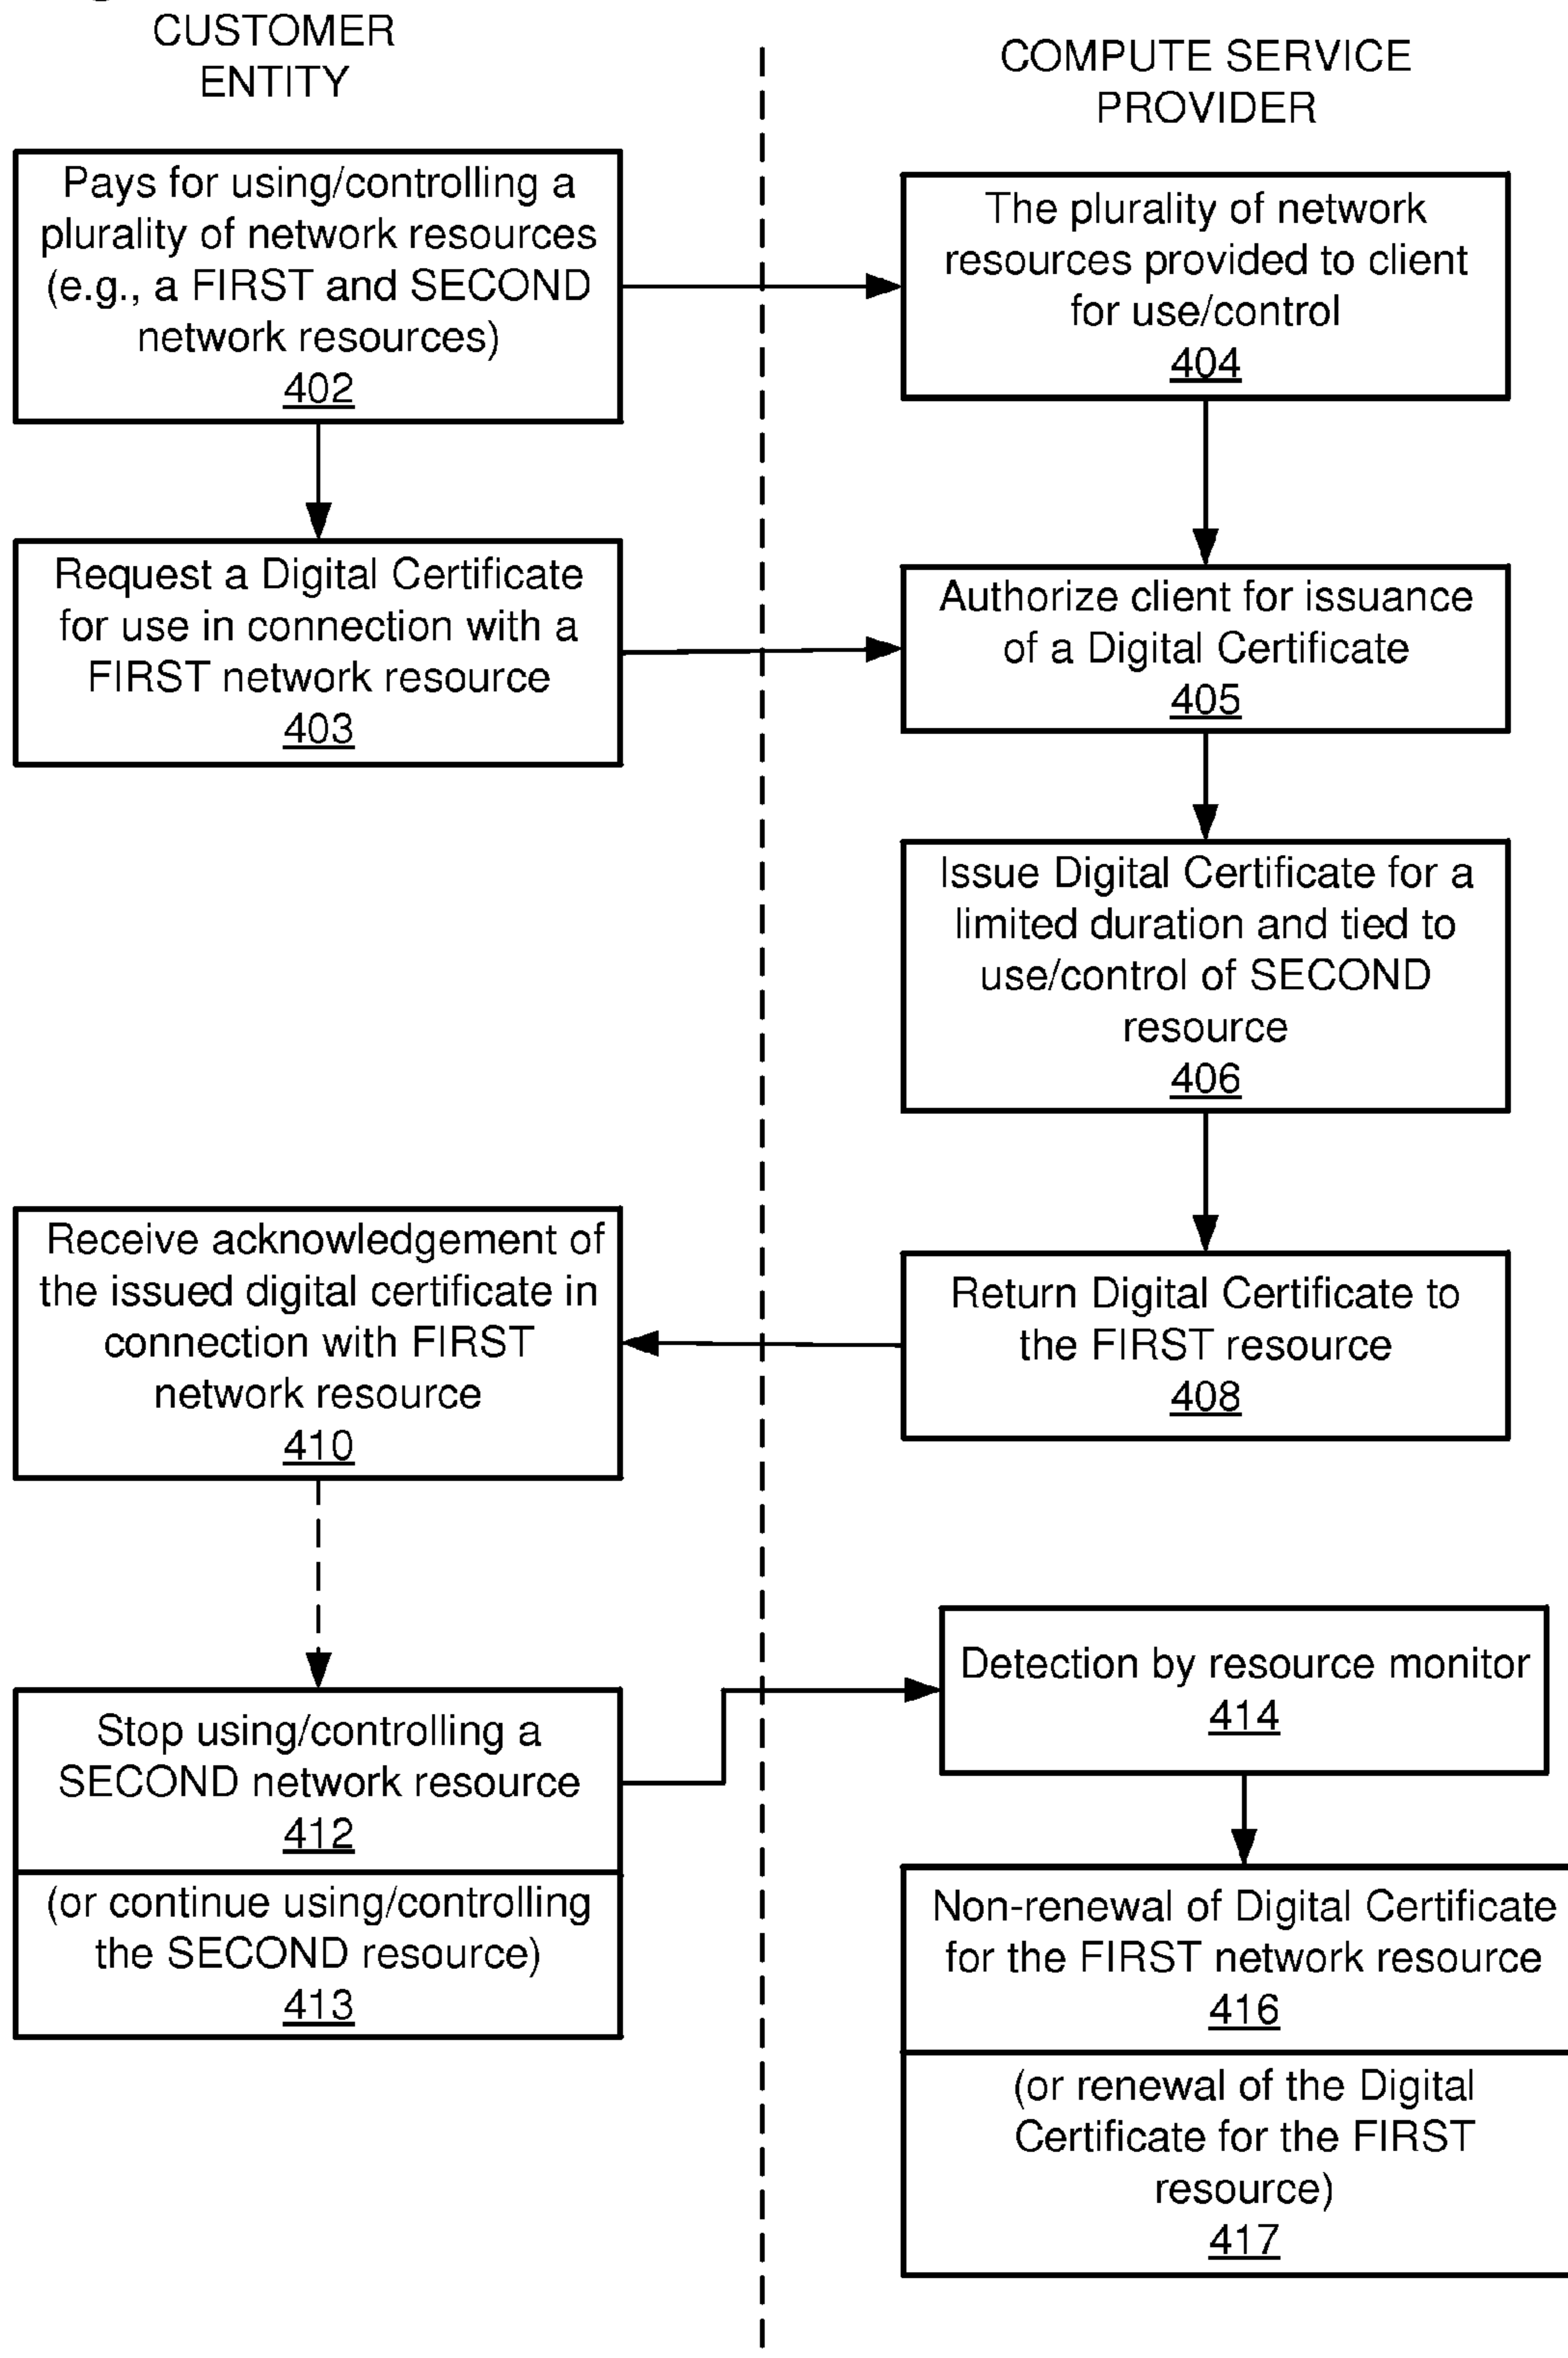 CUSTOMER
ENTITY
COMPUTE SERVICE
PROVIDER
Pays for using/controlling a
plurality of network resources
(e.g., a FIRST and SECOND
network resources)
402
The plurality of network
resources provided to client
for use/control
404
Request a Digital Certificate
for use in connection with a
FIRST network resource
403
Authorize client for issuance
of a Digital Certificate
405
Issue Digital Certificate for a
limited duration and tied to
use/control of SECOND
resource
406
Receive acknowledgement of
the issued digital certificate in
connection with FIRST
network resource
410
Return Digital Certificate to
the FIRST resource
408
Stop using/controlling a
SECOND network resource
412
(or continue using/controlling
the SECOND resource)
413
Detection by resource monitor
414
Non-renewal of Digital Certificate
for the FIRST network resource
416
(or renewal of the Digital
Certificate for the FIRST
resource)
417